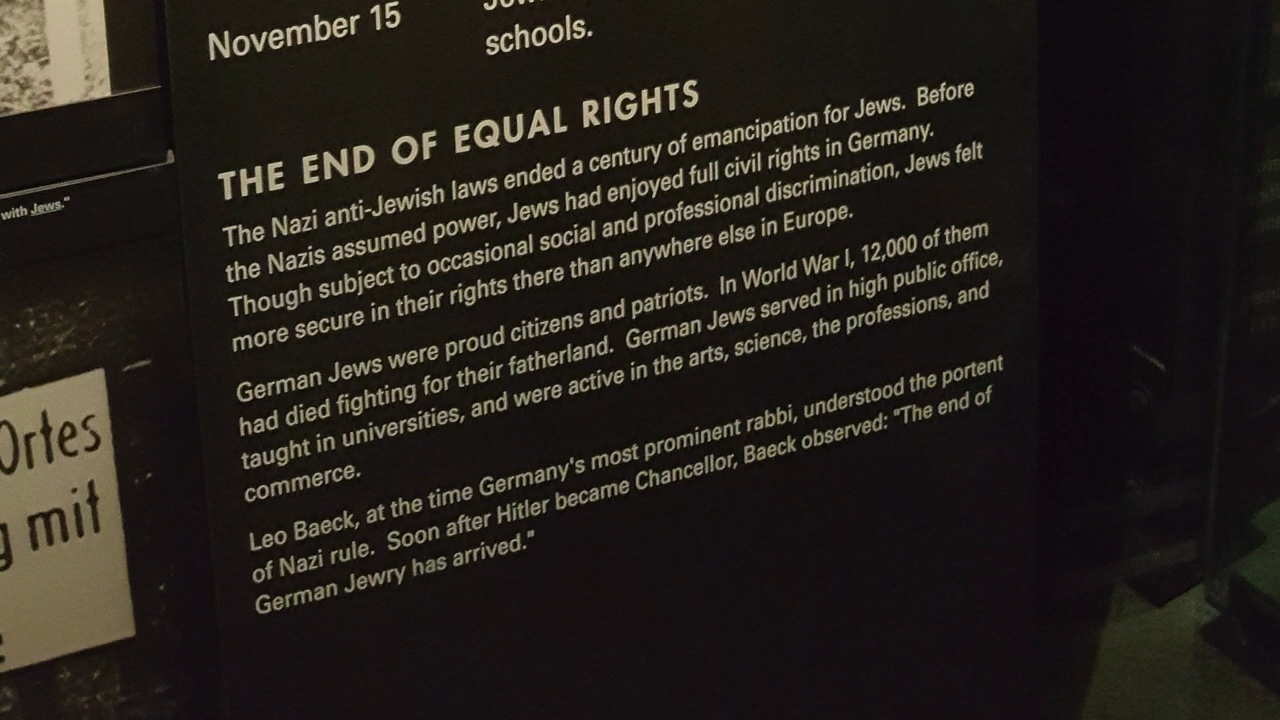 November 15
schools.
THE END OF EQUAL RIGHTS
The Nazi anti-Jewish laws ended a century of emancipation for Jews. Before
the Nazis assumed power, Jews had enjoyed full civil rights in Germany.
Though subject to occasional social and professional discrimination, Jews felt
more secure in their rights there than anywhere else in Europe.
German Jews were proud citizens and patriots. In World War I, 12,000 of them
had died fighting for their fatherland. German Jews served in high public office,
taught in universities, and were active in the arts, science, the professions, and
commerce.
Leo Baeck, at the time Germany's most prominent rabbi, understood the portent
of Nazi rule. Soon after Hitler became Chancellor, Baeck observed: "The end of
German Jewry has arrived."
with Jews."
Ortes
mit